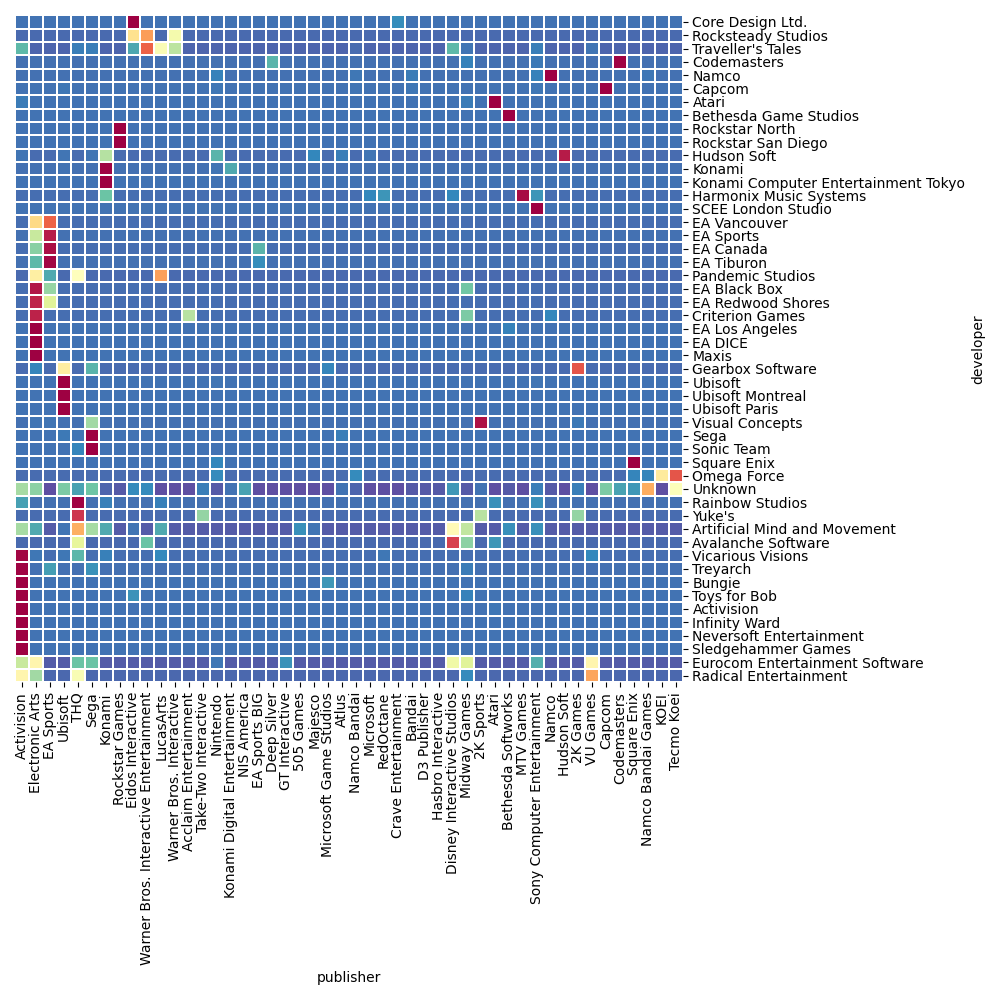 Core Design Ltd.
Rocksteady Studios
Traveller's Tales
Codemasters
Namco
Capcom
Atari
Bethesda Game Studios
Rockstar North
Rockstar San Diego
Hudson Soft
Konami
Konami Computer Entertainment Tokyo
Harmonix Music Systems
SCEE London Studio
EA Vancouver
EA Sports
EA Canada
EA Tiburon
Pandemic Studios
EA Black Box
EA Redwood Shores
Criterion Games
EA Los Angeles
EA DICE
Maxis
Gearbox Software
Ubisoft
Ubisoft Montreal
Ubisoft Paris
Visual Concepts
Sega
Sonic Team
Square Enix
Omega Force
Unknown
Rainbow Studios
Yuke's
Artificial Mind and Movement
Avalanche Software
Vicarious Visions
Treyarch
Bungie
Toys for Bob
Activision
Infinity Ward
Neversoft Entertainment
Sledgehammer Games
Eurocom Entertainment Software
Radical Entertainment
developer
Activision
Electronic Arts
EA Sports
Ubisoft
THQ
Sega
Konami
Rockstar Games
Eidos Interactive
Warner Bros. Interactive Entertainment
LucasArts
Warner Bros. Interactive
Acclaim Entertainment
Take-Two Interactive
Nintendo
Konami Digital Entertainment
NIS America
EA Sports BIG
Deep Silver
GT Interactive
505 Games
Majesco
Microsoft Game Studios
Atlus
Namco Bandai
Microsoft
RedOctane
Crave Entertainment
Bandai
D3 Publisher
Hasbro Interactive
Disney Interactive Studios
Midway Games
2K Sports
Atari
Bethesda Softworks
MTV Games
Sony Computer Entertainment
Namco
Hudson Soft
2K Games
VU Games
Capcom
Codemasters
Square Enix
Namco Bandai Games
KOEI
Tecmo Koei
publisher